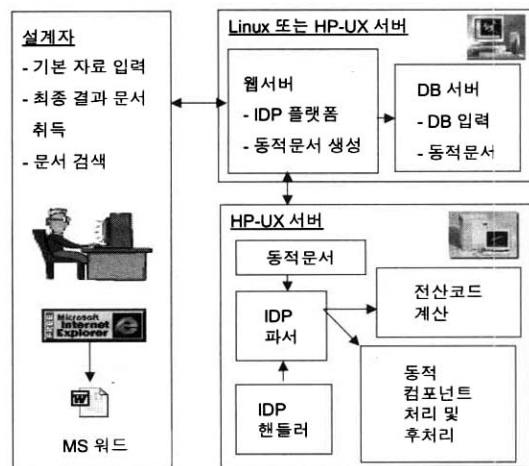 설계자
- 기본 자료 입력
- 최종 결과 문서
취득
- 문서 검색
FREE
Microsoft
Internet
Explorer
W
MS 워드
Linux 또는 HP-UX 서버
웹서버
- IDP 플랫폼
- 동적문서 생성
DB 서버
- DB 입력
- 동적문서
HP-UX 서버
동적문서
IDP
파서
IDP
핸들러
전산코드
계산
동적
컴포넌트
처리 및
후처리